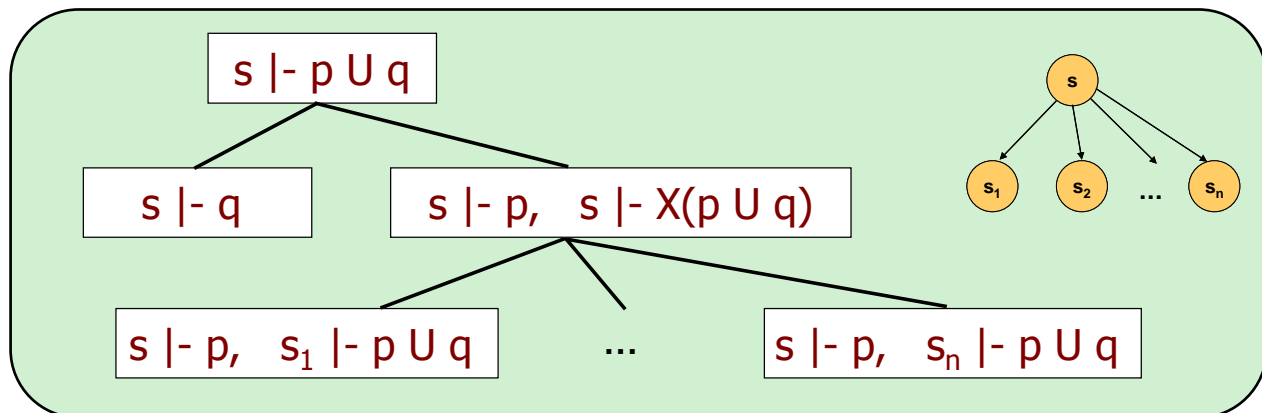 s |- p U q
s
s |- q
s |- p,   s |- X(p U q)
s₁
s₂
...
sₙ
s |- p,   s₁ |- p U q
...
s |- p,   sₙ |- p U q